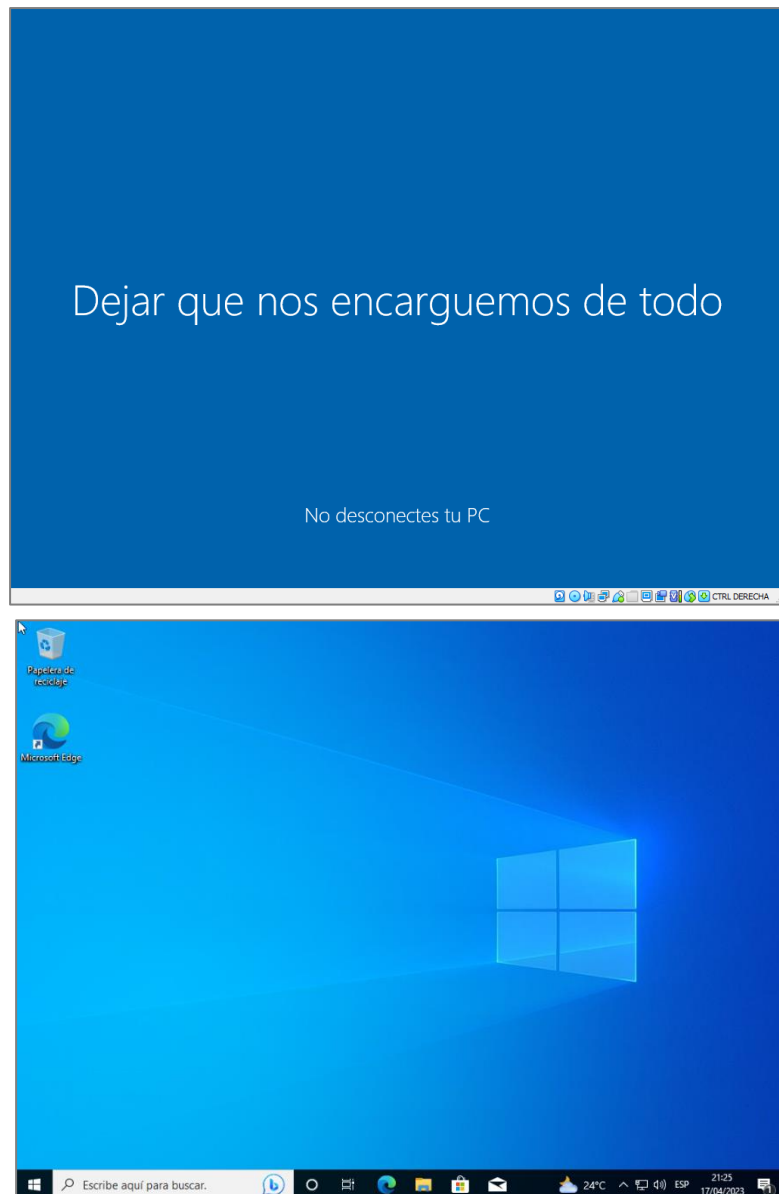 Dejar que nos encarguemos de todo
No desconectes tu PC
CTRL DERECHA
Papelera de
reciclaje
Microsoft Edge
Escribe aquí para buscar.
24°C
ESP
21:25
17/04/2023